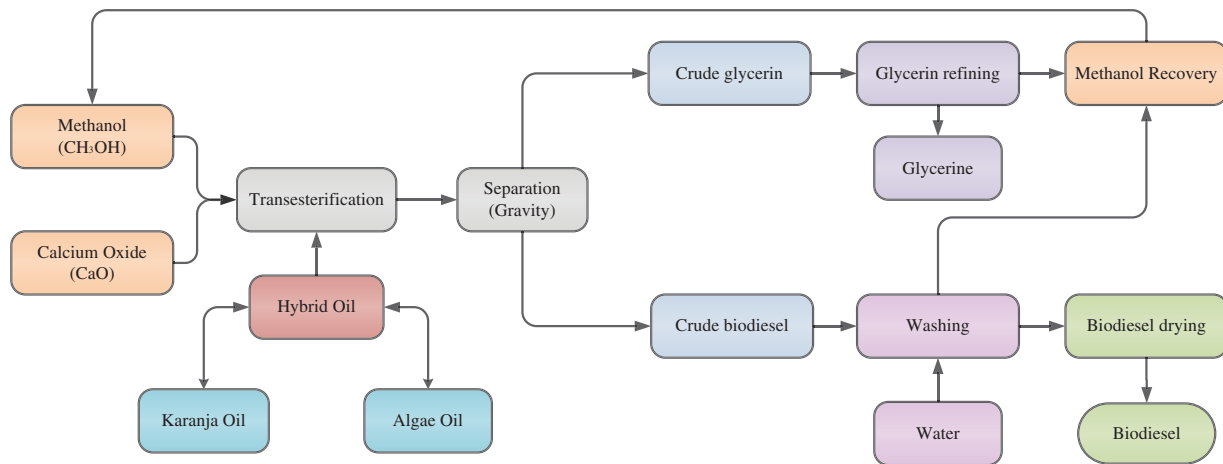 Crude glycerin
Glycerin refining
Methanol Recovery
Methanol
(CH₃OH)
Glycerine
Transesterification
Separation
(Gravity)
Calcium Oxide
(CaO)
Hybrid Oil
Crude biodiesel
Washing
Biodiesel drying
Karanja Oil
Algae Oil
Water
Biodiesel